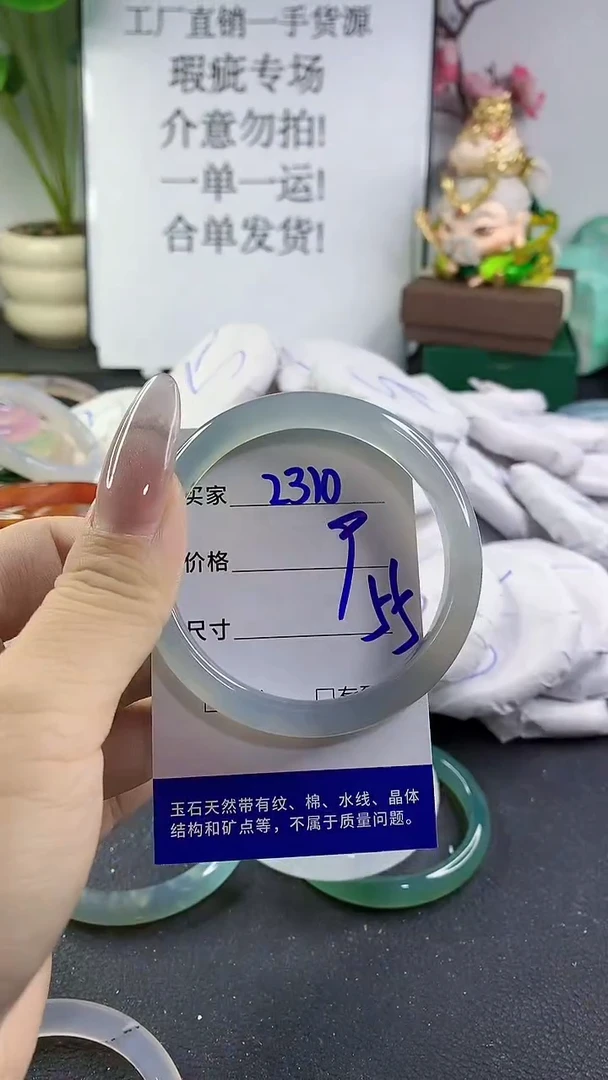 工厂直销一手货源
瑕疵专场
介意勿拍!
一单一运!
合单发货!
买家 2310
价格
尺寸 55
玉石天然带有纹、棉、水线、晶体
结构和矿点等，不属于质量问题。